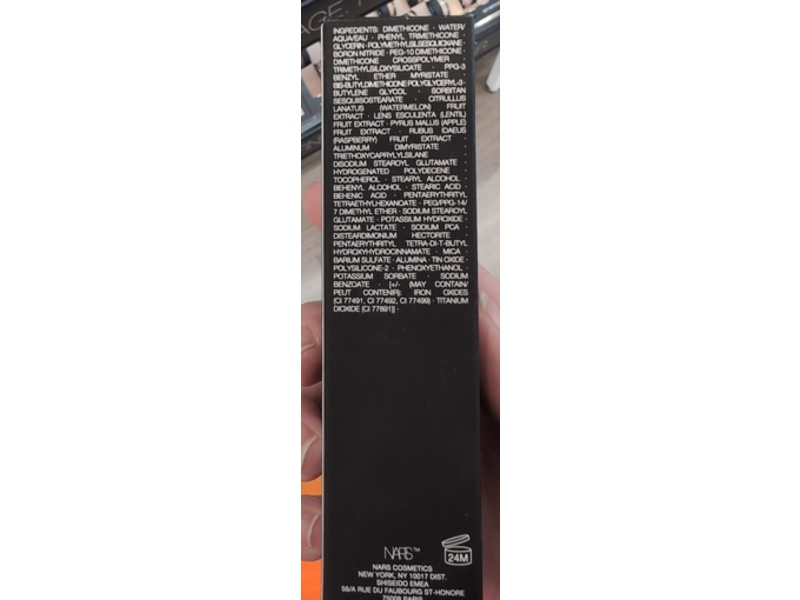 AGE.
INGREDIENTS: DIMETHICONE · WATER/
AQUA/EAU · PHENYL TRIMETHICONE ·
GLYCERIN · POLYMETHYLSILSESQUIOXANE ·
BORON NITRIDE · PEG-10 DIMETHICONE ·
DIMETHICONE CROSSPOLYMER ·
TRIMETHYLSILOXYSILICATE · PPG-3
BENZYL ETHER MYRISTATE ·
BIS-BUTYLDIMETHICONE POLYGLYCERYL-3 ·
BUTYLENE GLYCOL · SORBITAN
SESQUIISOSTEARATE · CITRULLUS
LANATUS (WATERMELON) FRUIT
EXTRACT · LENS ESCULENTA (LENTIL)
FRUIT EXTRACT · PYRUS MALUS (APPLE)
FRUIT EXTRACT · RUBUS IDAEUS
(RASPBERRY) FRUIT EXTRACT ·
ALUMINUM DIMYRISTATE ·
TRIETHOXYCAPRYLYLSILANE ·
DISODIUM STEAROYL GLUTAMATE ·
HYDROGENATED POLYDECENE ·
TOCOPHEROL · STEARYL ALCOHOL ·
BEHENYL ALCOHOL · STEARIC ACID ·
BEHENIC ACID · PENTAERYTHRITYL
TETRAETHYLHEXANOATE · PEG/PPG-14/
7 DIMETHYL ETHER · SODIUM STEAROYL
GLUTAMATE · POTASSIUM HYDROXIDE ·
SODIUM LACTATE · SODIUM PCA ·
DISTEARDIMONIUM HECTORITE ·
PENTAERYTHRITYL TETRA-DI-T-BUTYL
HYDROXYHYDROCINNAMATE · MICA ·
BARIUM SULFATE · ALUMINA · TIN OXIDE ·
POLYSILICONE-2 · PHENOXYETHANOL ·
POTASSIUM SORBATE · SODIUM
BENZOATE · [+/- (MAY CONTAIN/
PEUT CONTENIR): IRON OXIDES
(CI 77491, CI 77492, CI 77499) · TITANIUM
DIOXIDE (CI 77891)] ·
NARS™
24M
NARS COSMETICS
NEW YORK, NY 10017 DIST.
SHISEIDO EMEA
56/A RUE DU FAUBOURG ST-HONORE
75008 PARIS